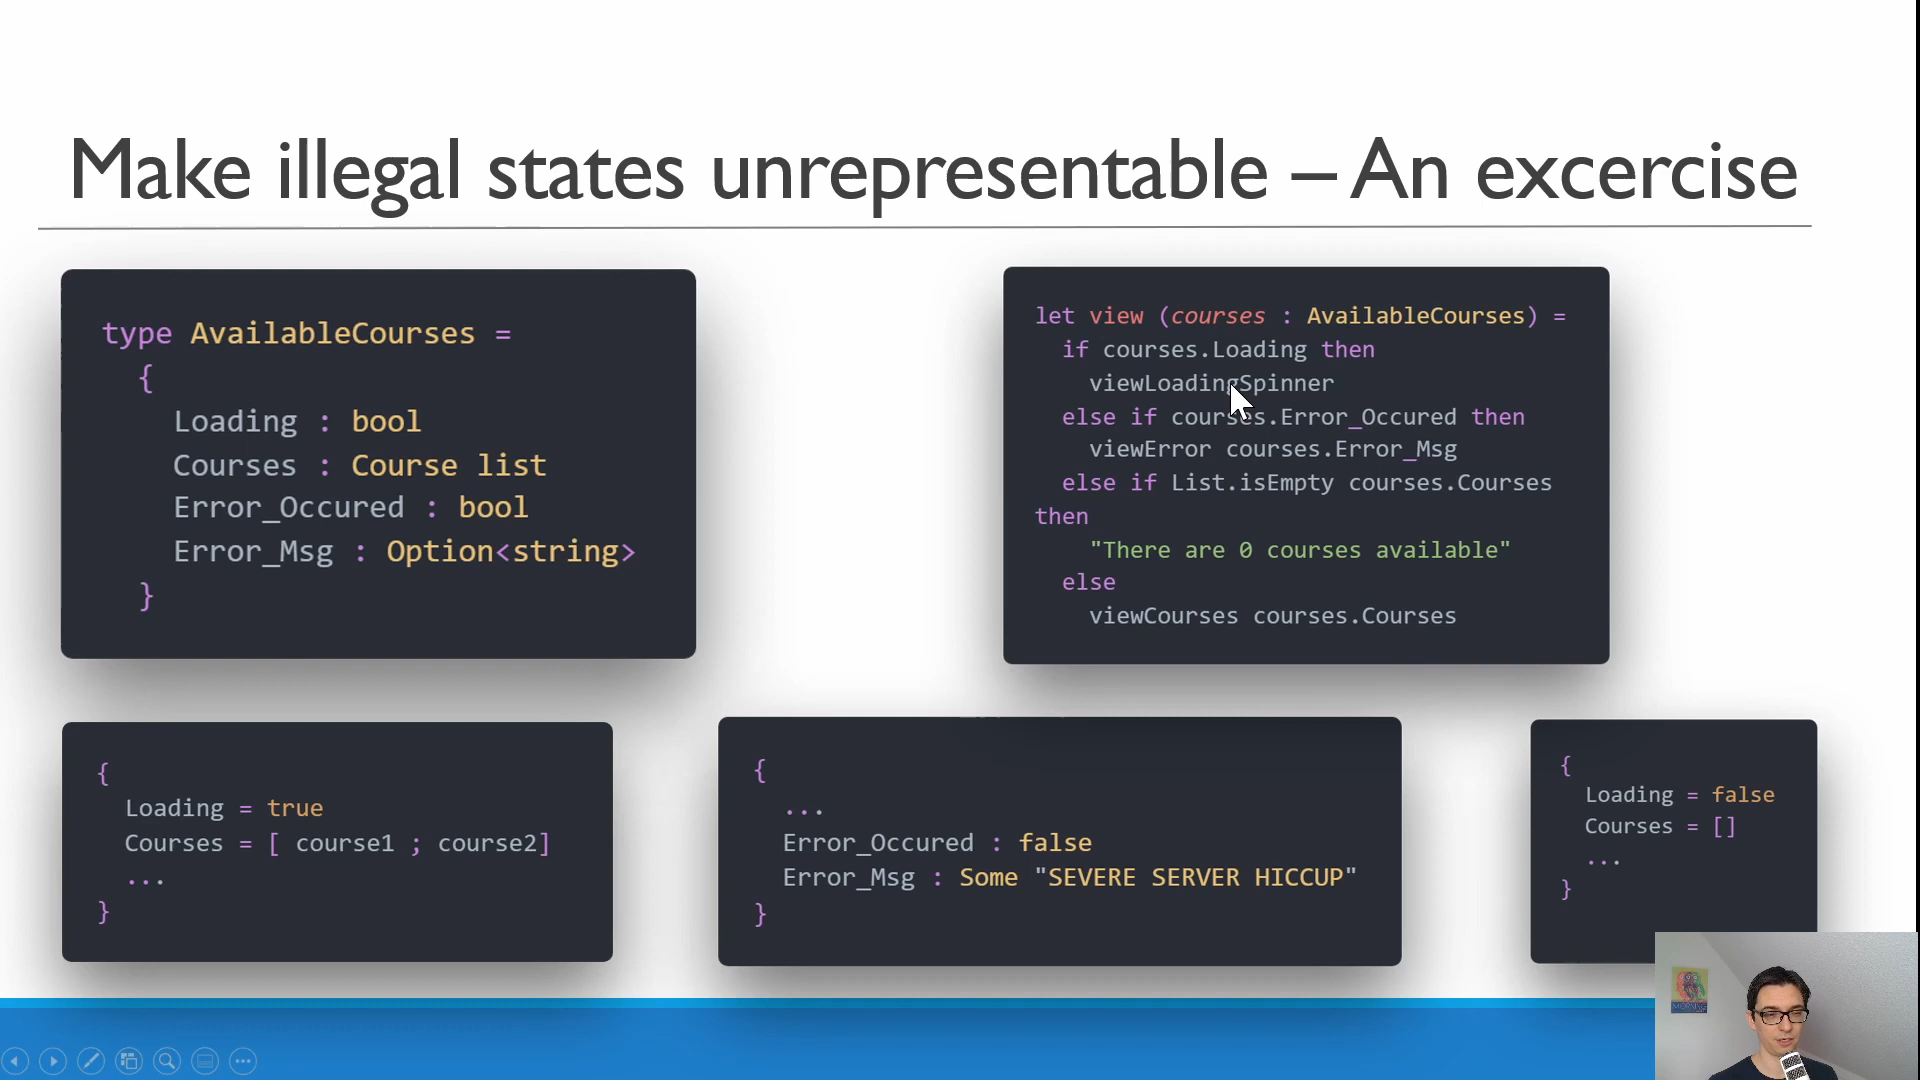 Make illegal states unrepresentable – An excercise
type AvailableCourses =
{
Loading : bool
Courses : Course list
Error_Occured : bool
Error_Msg : Option<string>
}
let view (courses : AvailableCourses) =
if courses.Loading then
viewLoadingSpinner
else if courses.Error_Occured then
viewError courses.Error_Msg
else if List.isEmpty courses.Courses
then
"There are 0 courses available"
else
viewCourses courses.Courses
{
Loading = true
Courses = [ course1 ; course2]
...
}
{
...
Error_Occured : false
Error_Msg : Some "SEVERE SERVER HICCUP"
}
{
Loading = false
Courses = []
...
}